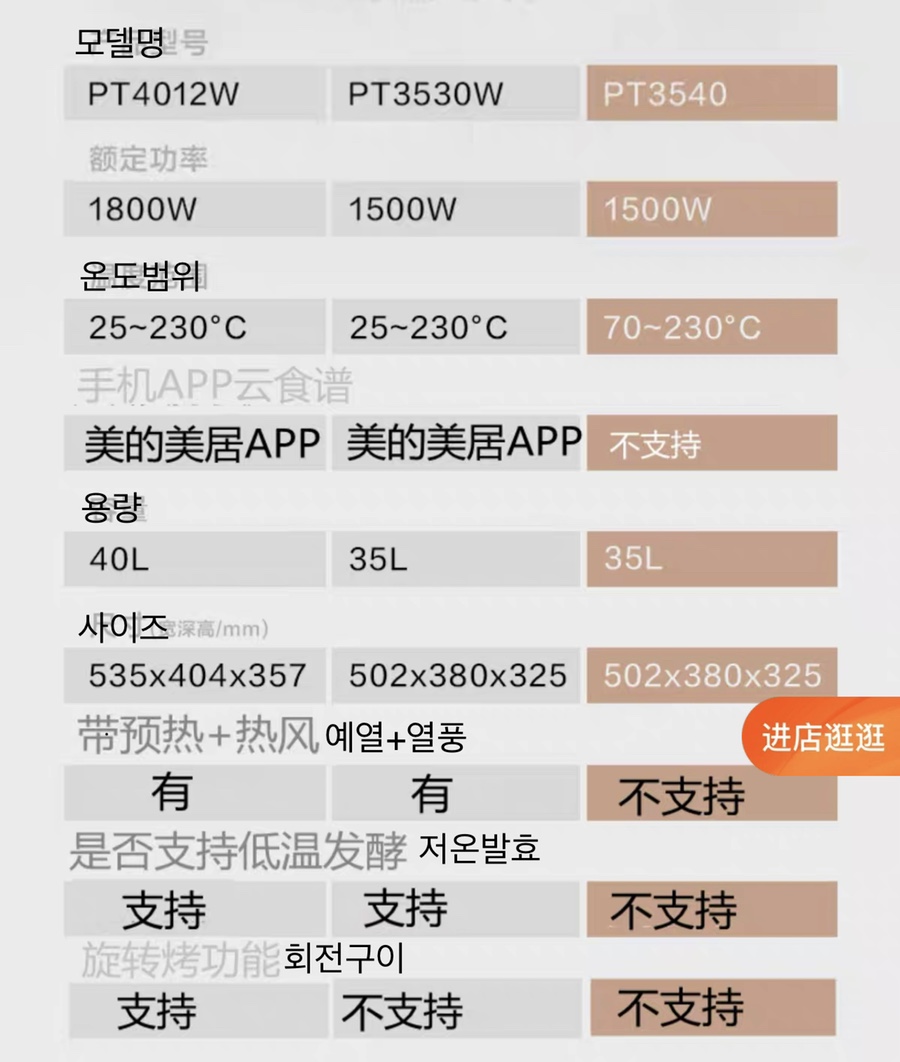 모델명 型号
PT4012W PT3530W PT3540
额定功率
1800W 1500W 1500W
온도범위
25~230°C 25~230°C 70~230°C
手机APP云食谱
美的美居APP 美的美居APP 不支持
용량 量
40L 35L 35L
사이즈 (宽深高/mm)
535x404x357 502x380x325 502x380x325
带预热+热风 예열+열풍
进店逛逛
有 有 不支持
是否支持低温发酵 저온발효
支持 支持 不支持
旋转烤功能 회전구이
支持 不支持 不支持